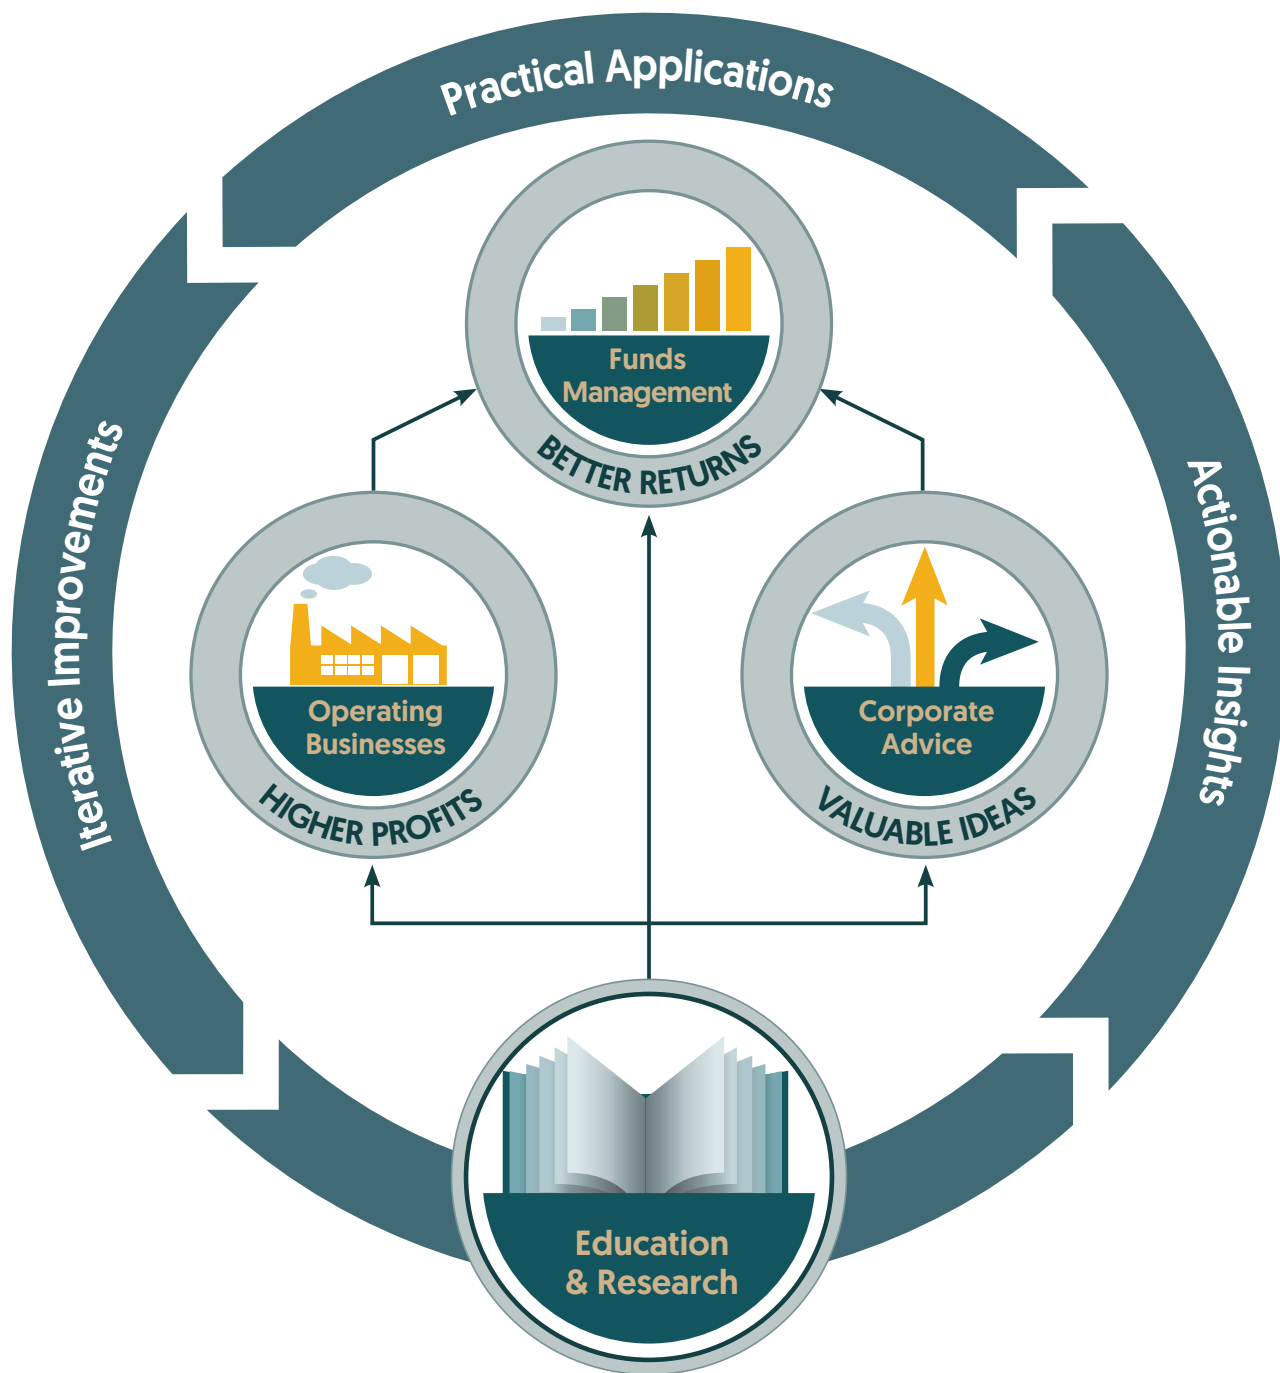 Practical Applications
Funds
Management
BETTER RETURNS
Iterative Improvements
Actionable Insights
Operating
Businesses
HIGHER PROFITS
Corporate
Advice
VALUABLE IDEAS
Education
& Research